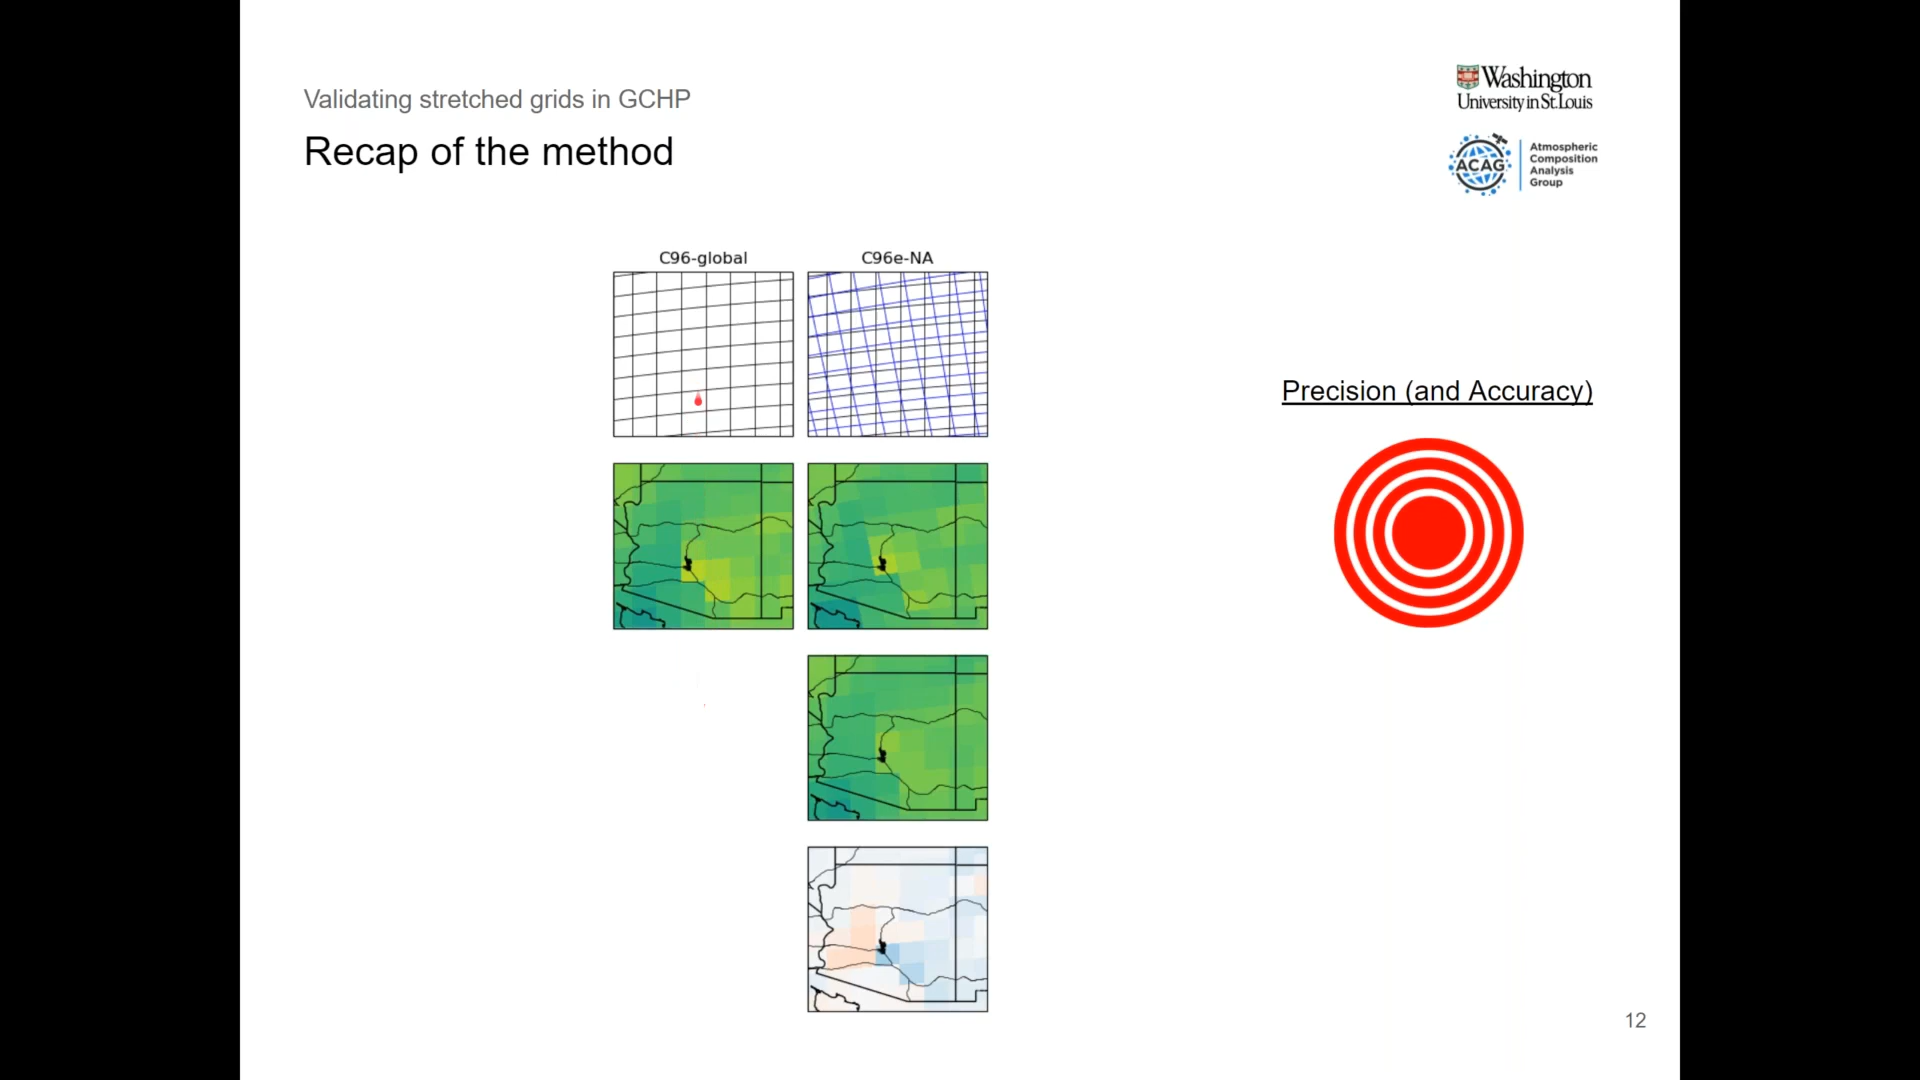 Validating stretched grids in GCHP
Recap of the method
Washington
University in St. Louis
ACAG
Atmospheric
Composition
Analysis
Group
C96-global
C96e-NA
Precision (and Accuracy)
12